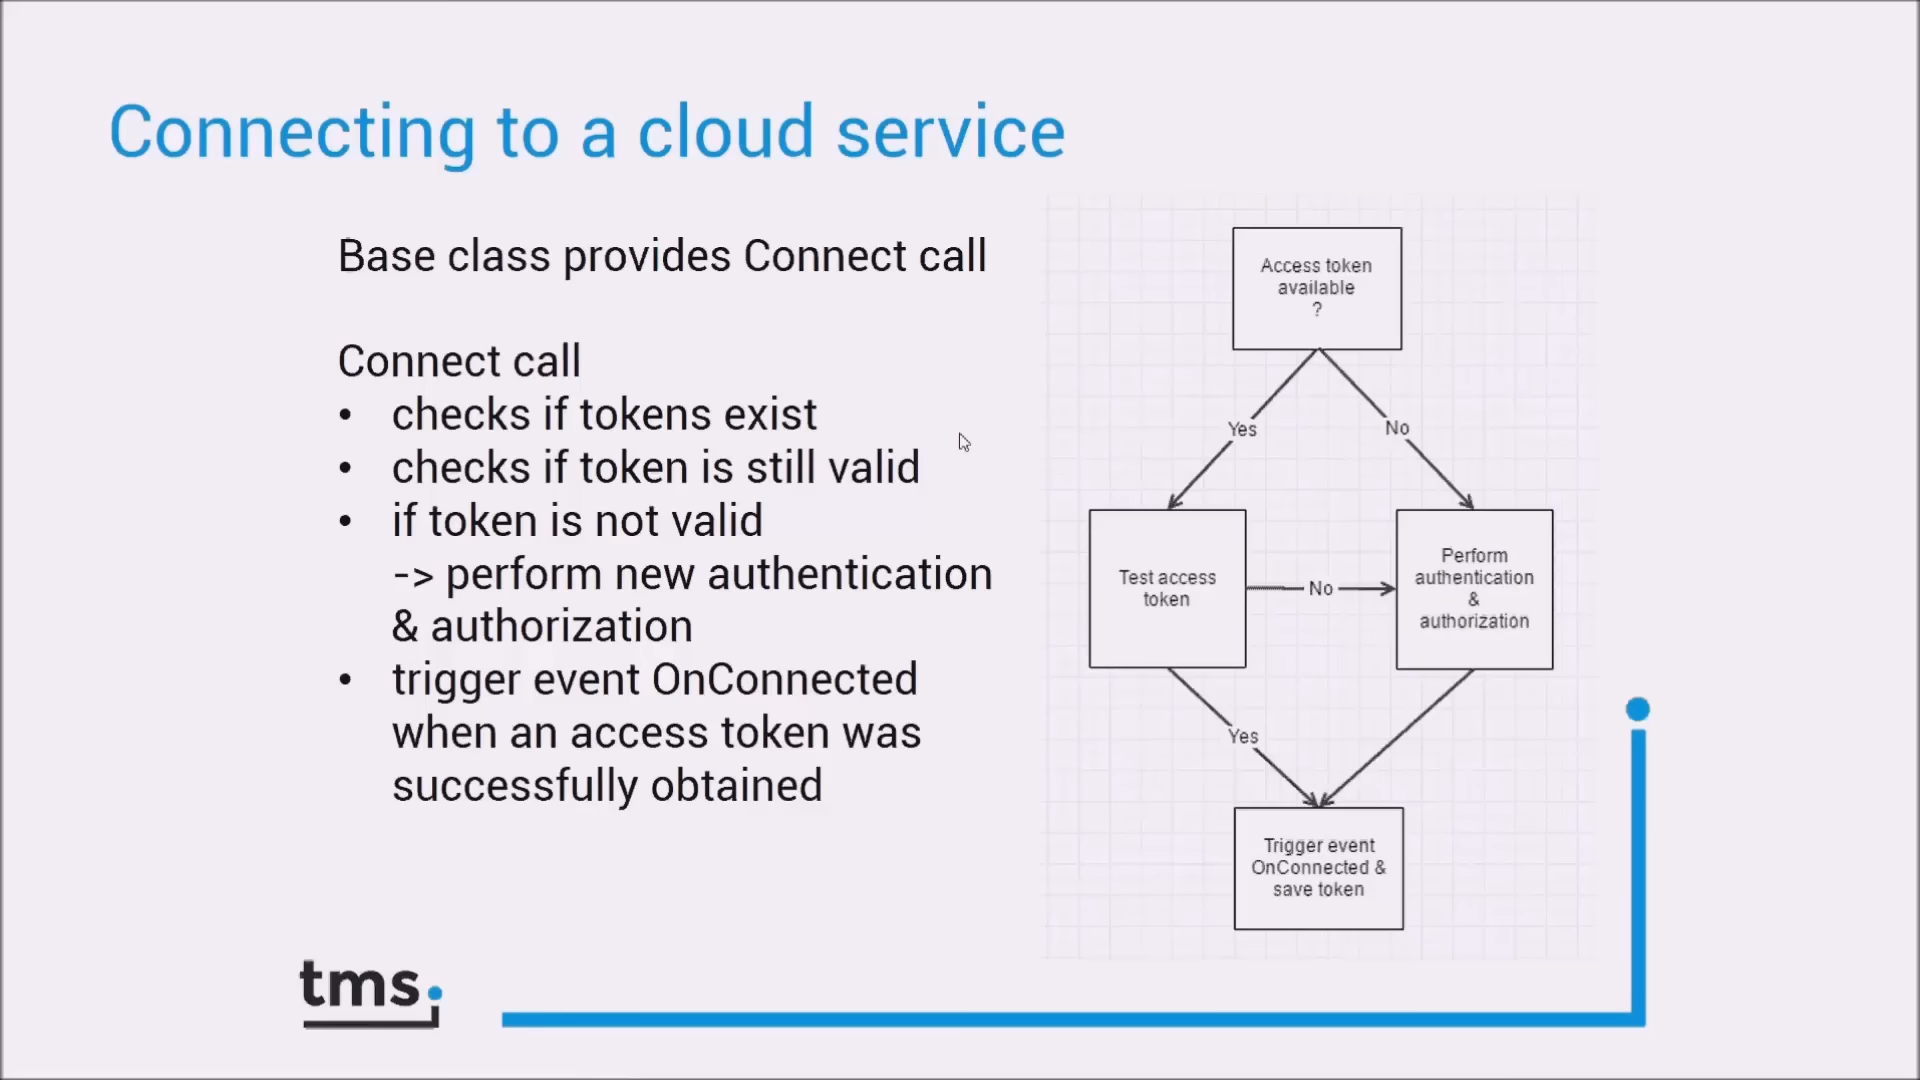 Connecting to a cloud service
Base class provides Connect call
Connect call
• checks if tokens exist
• checks if token is still valid
• if token is not valid
-> perform new authentication
& authorization
• trigger event OnConnected
when an access token was
successfully obtained
Access token
available
?
Yes
No
Test access
token
No
Perform
authentication
&
authorization
Yes
Trigger event
OnConnected &
save token
tms